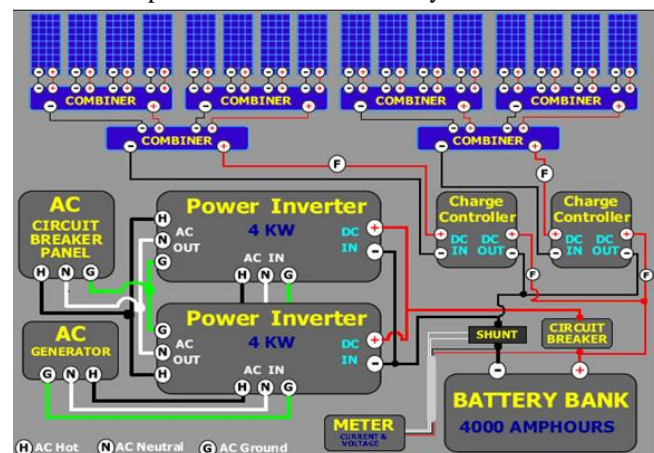 COMBINER COMBINER COMBINER COMBINER
COMBINER COMBINER
F
F
AC
CIRCUIT
BREAKER
PANEL
H N G
H
N
G
AC
OUT
Power Inverter
4 KW
AC IN
H N G
DC
IN
+
−
Charge
Controller
+ DC DC +
− IN OUT −
Charge
Controller
+ DC DC +
− IN OUT −
F
F
AC
GENERATOR
G N H
G
N
H
AC
OUT
Power Inverter
4 KW
AC IN
H N G
DC
IN
+
−
SHUNT
CIRCUIT
BREAKER
− +
BATTERY BANK
4000 AMPHOURS
METER
CURRENT &
VOLTAGE
H AC Hot N AC Neutral G AC Ground